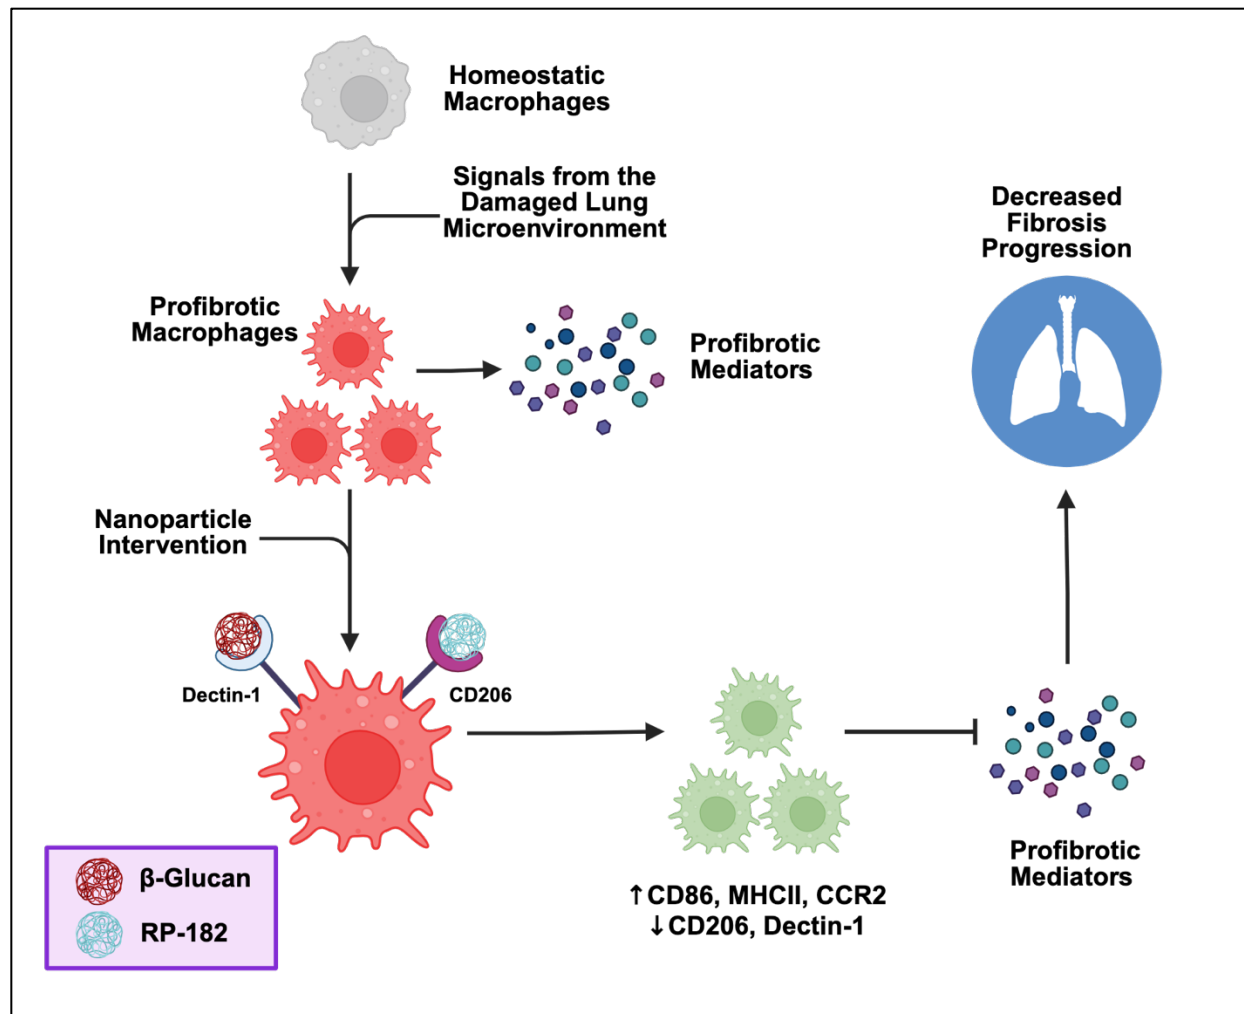 Homeostatic
Macrophages
Signals from the
Damaged Lung
Microenvironment
Decreased
Fibrosis
Progression
Profibrotic
Macrophages
Profibrotic
Mediators
Nanoparticle
Intervention
Dectin-1
CD206
β-Glucan
RP-182
↑CD86, MHCII, CCR2
↓CD206, Dectin-1
Profibrotic
Mediators